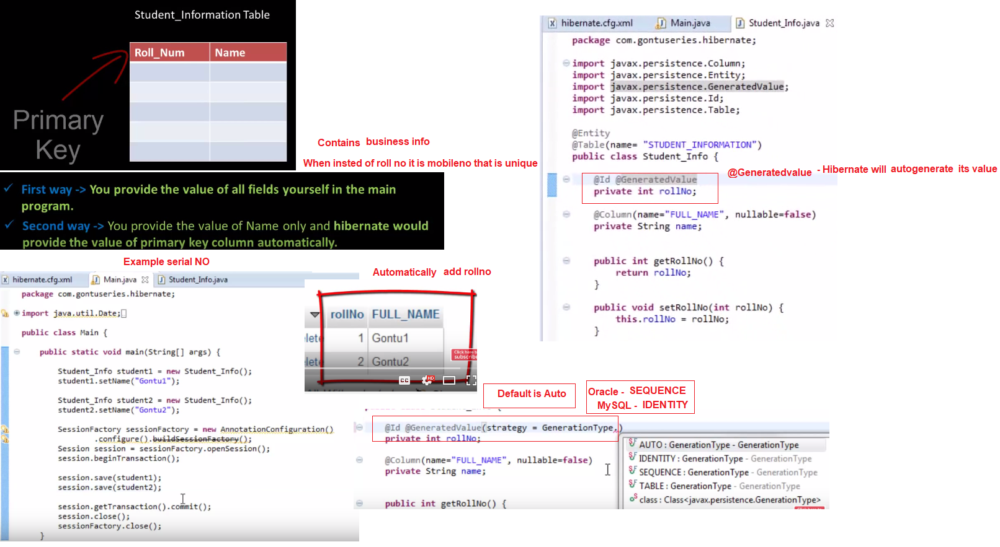 Student_Information Table
Roll_Num Name
Primary
Key
Contains business info
When insted of roll no it is mobileno that is unique
✓ First way -> You provide the value of all fields yourself in the main
program.
✓ Second way -> You provide the value of Name only and hibernate would
provide the value of primary key column automatically.
Example serial NO
hibernate.cfg.xml Main.java Student_Info.java
package com.gontuseries.hibernate;
import java.util.Date;
public class Main {
public static void main(String[] args) {
Student_Info student1 = new Student_Info();
student1.setName("Gontu1");
Student_Info student2 = new Student_Info();
student2.setName("Gontu2");
SessionFactory sessionFactory = new AnnotationConfiguration()
.configure().buildSessionFactory();
Session session = sessionFactory.openSession();
session.beginTransaction();
session.save(student1);
session.save(student2);
session.getTransaction().commit();
session.close();
sessionFactory.close();
}
Automatically add rollno
rollNo FULL_NAME
elete 1 Gontu1
elete 2 Gontu2
Click here to
subscribe
CC HD
hibernate.cfg.xml Main.java Student_Info.java
package com.gontuseries.hibernate;
import javax.persistence.Column;
import javax.persistence.Entity;
import javax.persistence.GeneratedValue;
import javax.persistence.Id;
import javax.persistence.Table;
@Entity
@Table(name= "STUDENT_INFORMATION")
public class Student_Info {
@Id @GeneratedValue
private int rollNo;
@Generatedvalue - Hibernate will autogenerate its value
@Column(name="FULL_NAME", nullable=false)
private String name;
public int getRollNo() {
return rollNo;
}
public void setRollNo(int rollNo) {
this.rollNo = rollNo;
}
Default is Auto
Oracle - SEQUENCE
MySQL - IDENTITY
@Id @GeneratedValue(strategy = GenerationType.)
private int rollNo;
@Column(name="FULL_NAME", nullable=false)
private String name;
public int getRollNo() {
AUTO : GenerationType - GenerationType
IDENTITY : GenerationType - GenerationType
SEQUENCE : GenerationType - GenerationType
TABLE : GenerationType - GenerationType
class : Class<javax.persistence.GenerationType>